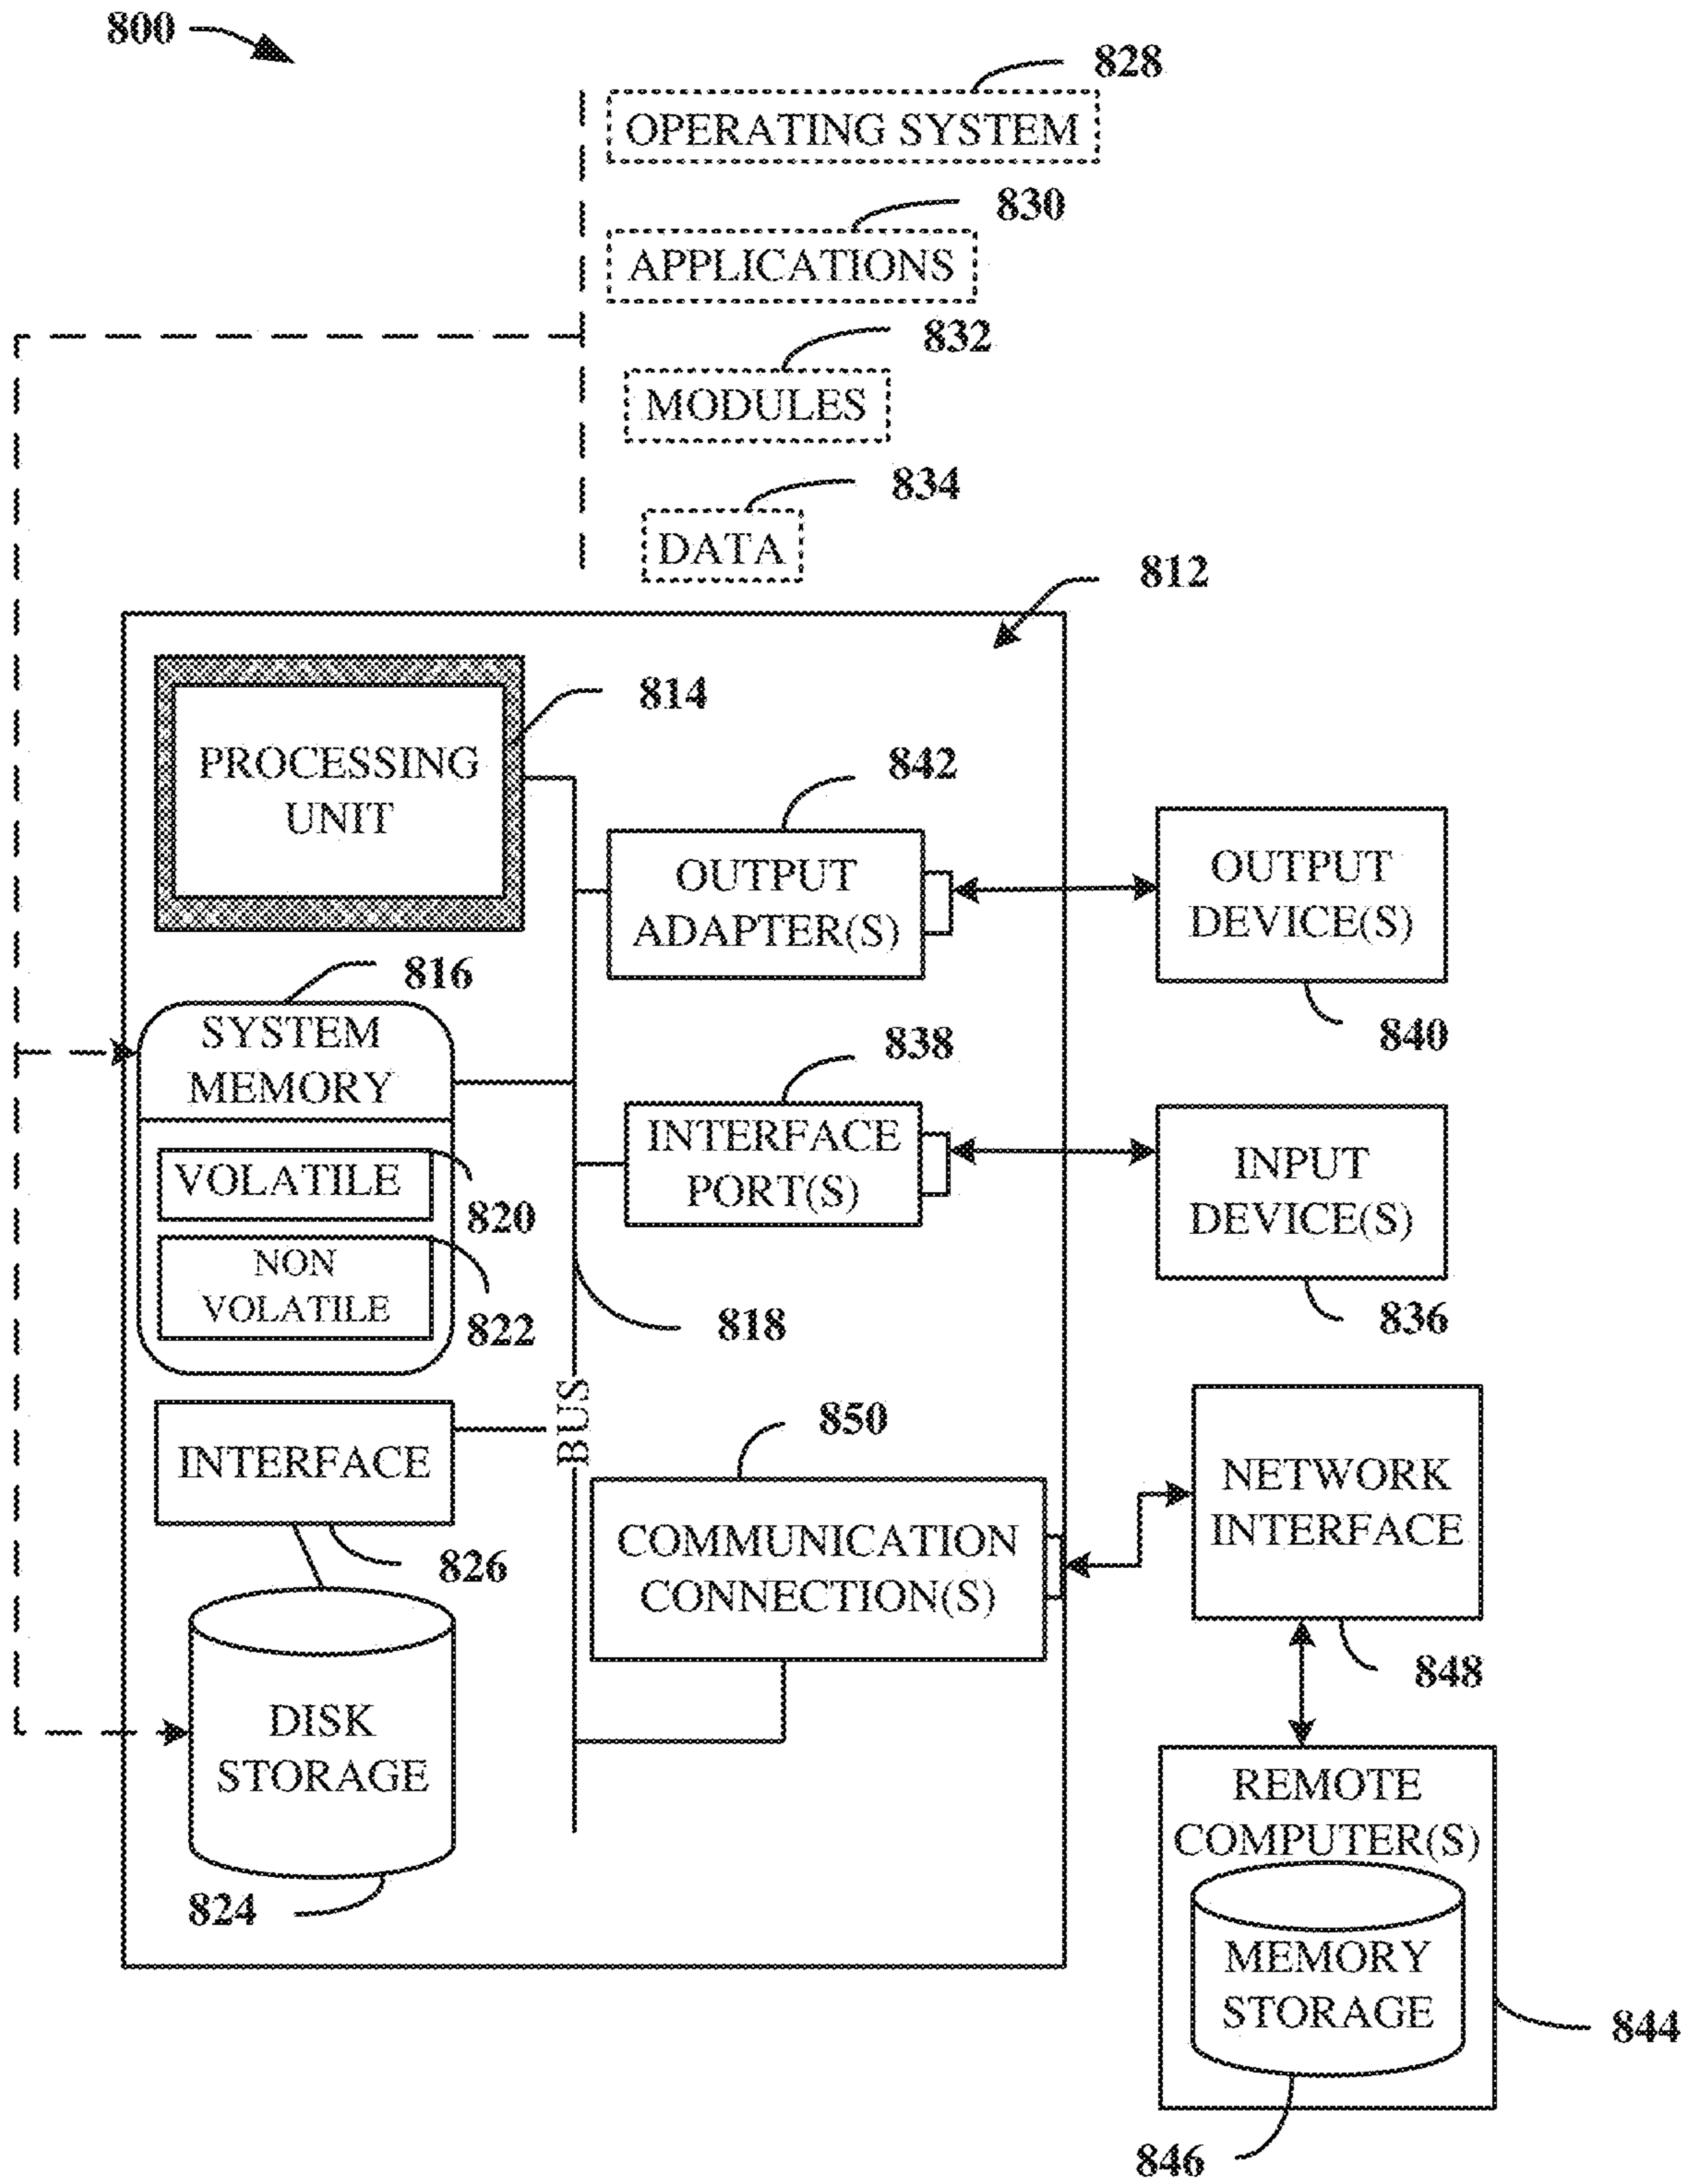 800
828
OPERATING SYSTEM
830
APPLICATIONS
832
MODULES
834
DATA
812
814
PROCESSING
UNIT
842
OUTPUT
ADAPTER(S)
OUTPUT
DEVICE(S)
840
816
SYSTEM
MEMORY
VOLATILE
820
NON
VOLATILE
822
838
INTERFACE
PORT(S)
INPUT
DEVICE(S)
836
818
BUS
INTERFACE
826
850
COMMUNICATION
CONNECTION(S)
NETWORK
INTERFACE
848
DISK
STORAGE
824
REMOTE
COMPUTER(S)
MEMORY
STORAGE
844
846